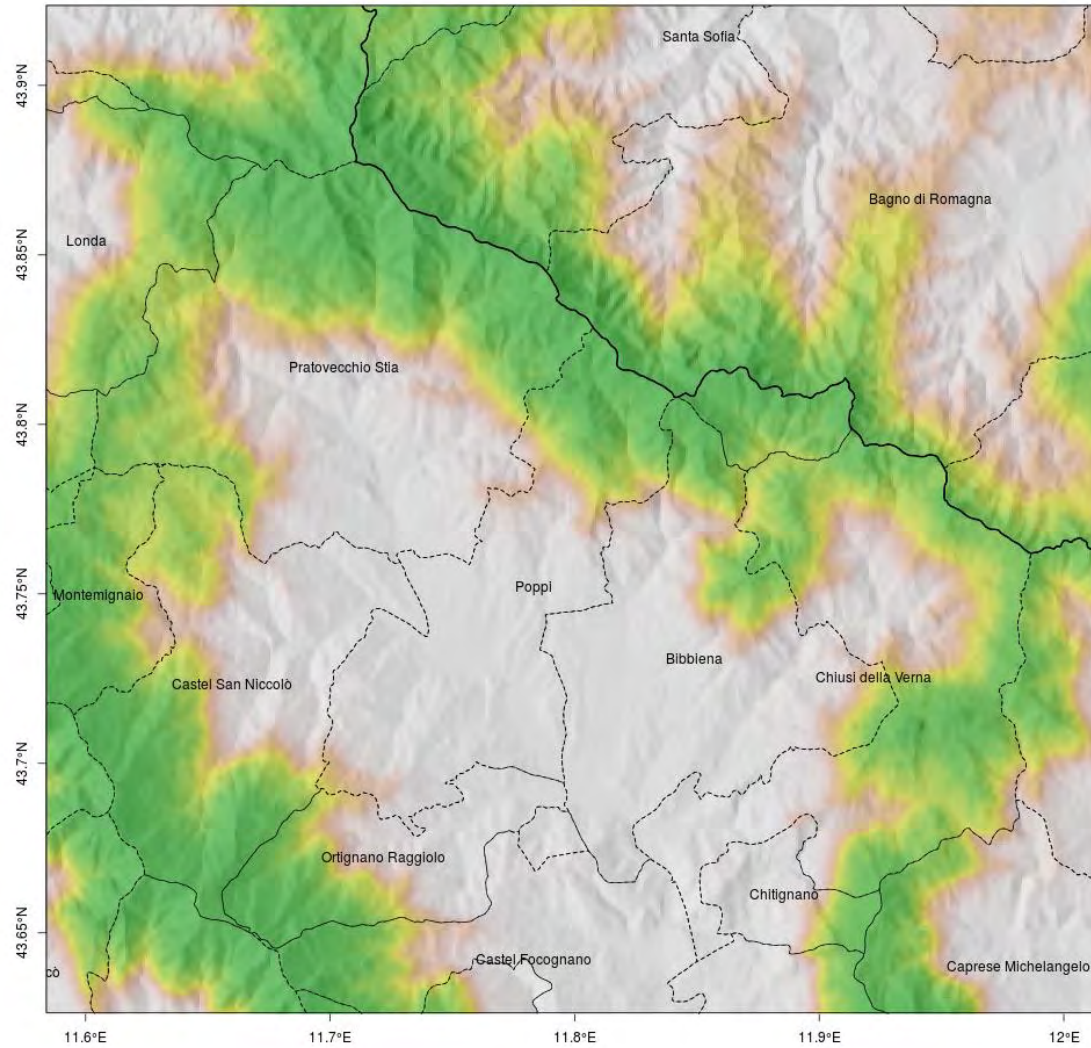 Santa Sofia
43.9°N
Bagno di Romagna
Londa
43.85°N
Pratovecchio Stia
43.8°N
43.75°N
Montemignaio
Poppi
Bibbiena
Castel San Niccolò
Chiusi della Verna
43.7°N
Ortignano Raggiolo
Chitignano
43.65°N
Castel Focognano
Caprese Michelangelo
cò
11.6°E 11.7°E 11.8°E 11.9°E 12°E